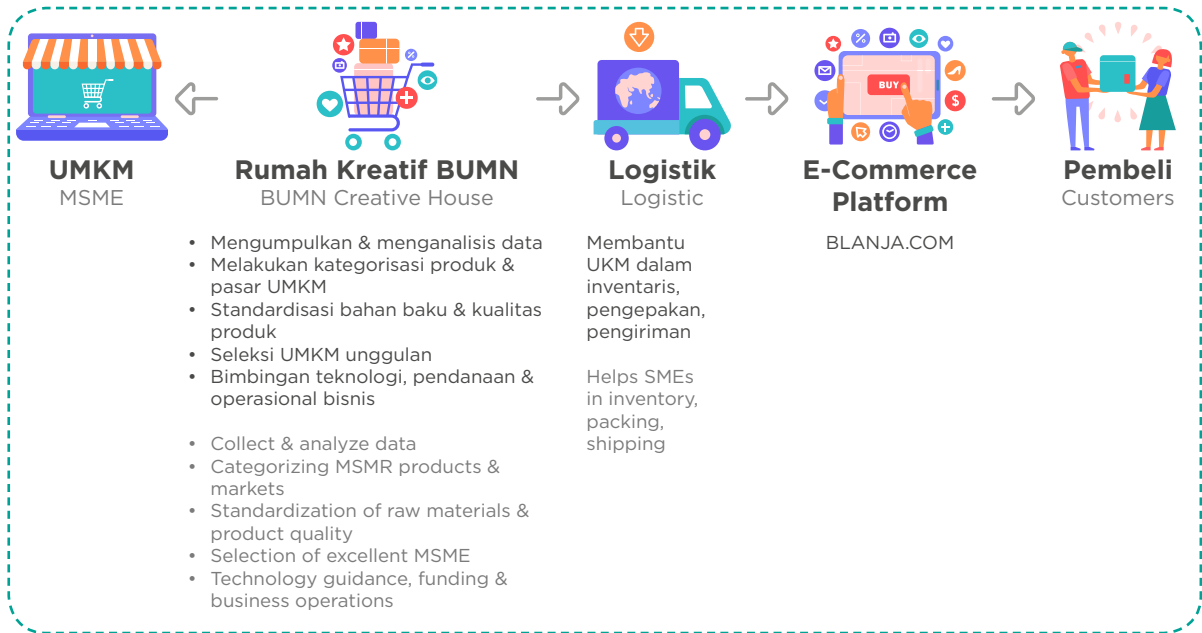 UMKM
MSME
Rumah Kreatif BUMN
BUMN Creative House
• Mengumpulkan & menganalisis data
• Melakukan kategorisasi produk &
pasar UMKM
• Standardisasi bahan baku & kualitas
produk
• Seleksi UMKM unggulan
• Bimbingan teknologi, pendanaan &
operasional bisnis
• Collect & analyze data
• Categorizing MSMR products &
markets
• Standardization of raw materials &
product quality
• Selection of excellent MSME
• Technology guidance, funding &
business operations
Logistik
Logistic
Membantu
UKM dalam
inventaris,
pengepakan,
pengiriman
Helps SMEs
in inventory,
packing,
shipping
%
BUY
$
E-Commerce
Platform
BLANJA.COM
Pembeli
Customers